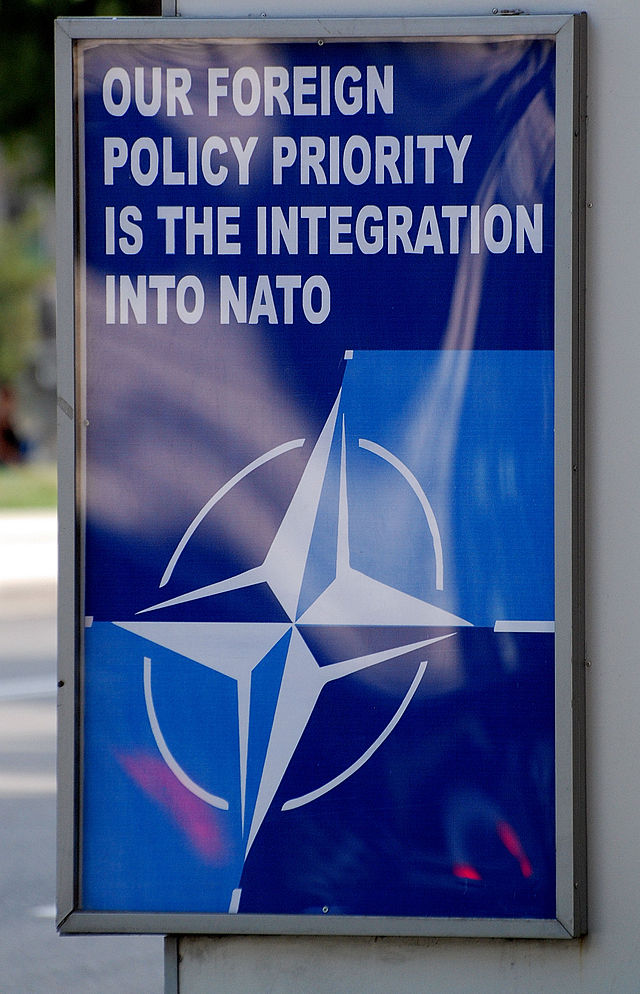 OUR FOREIGN
POLICY PRIORITY
IS THE INTEGRATION
INTO NATO